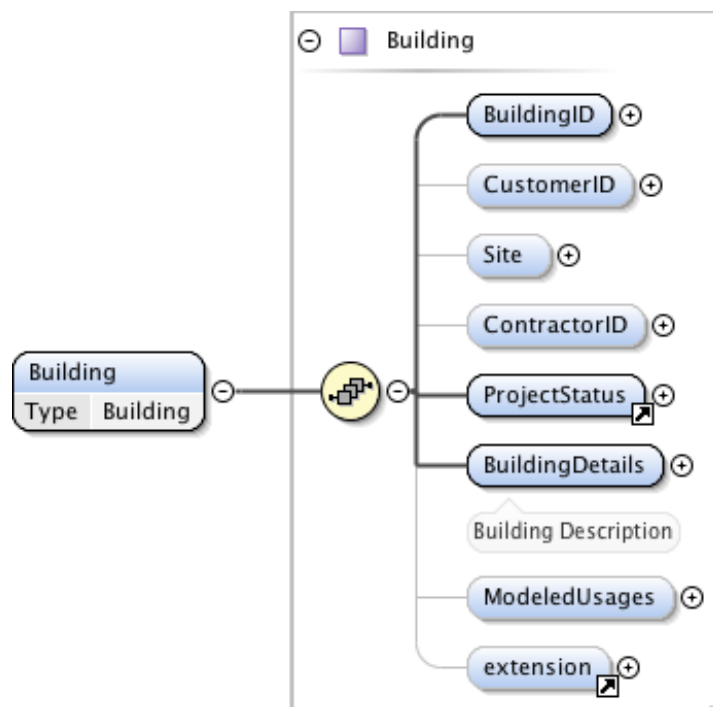 Building
BuildingID
CustomerID
Site
ContractorID
Building
Type Building
ProjectStatus
BuildingDetails
Building Description
ModeledUsages
extension